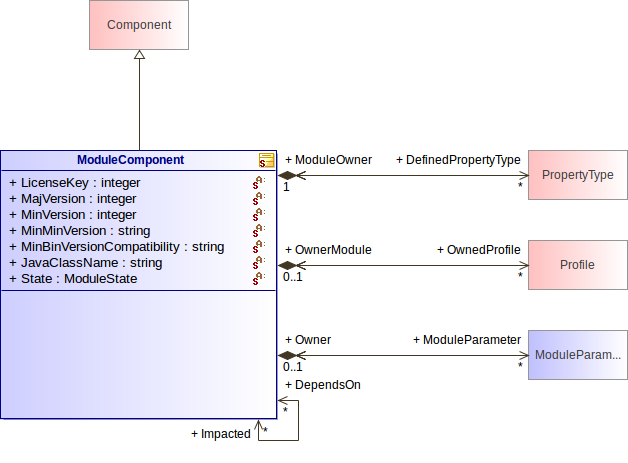 Component
ModuleComponent
+ LicenseKey : integer
+ MajVersion : integer
+ MinVersion : integer
+ MinMinVersion : string
+ MinBinVersionCompatibility : string
+ JavaClassName : string
+ State : ModuleState
+ ModuleOwner + DefinedPropertyType
1 *
PropertyType
+ OwnerModule + OwnedProfile
0..1 *
Profile
+ Owner + ModuleParameter
0..1 *
ModuleParam...
+ DependsOn
*
+ Impacted *